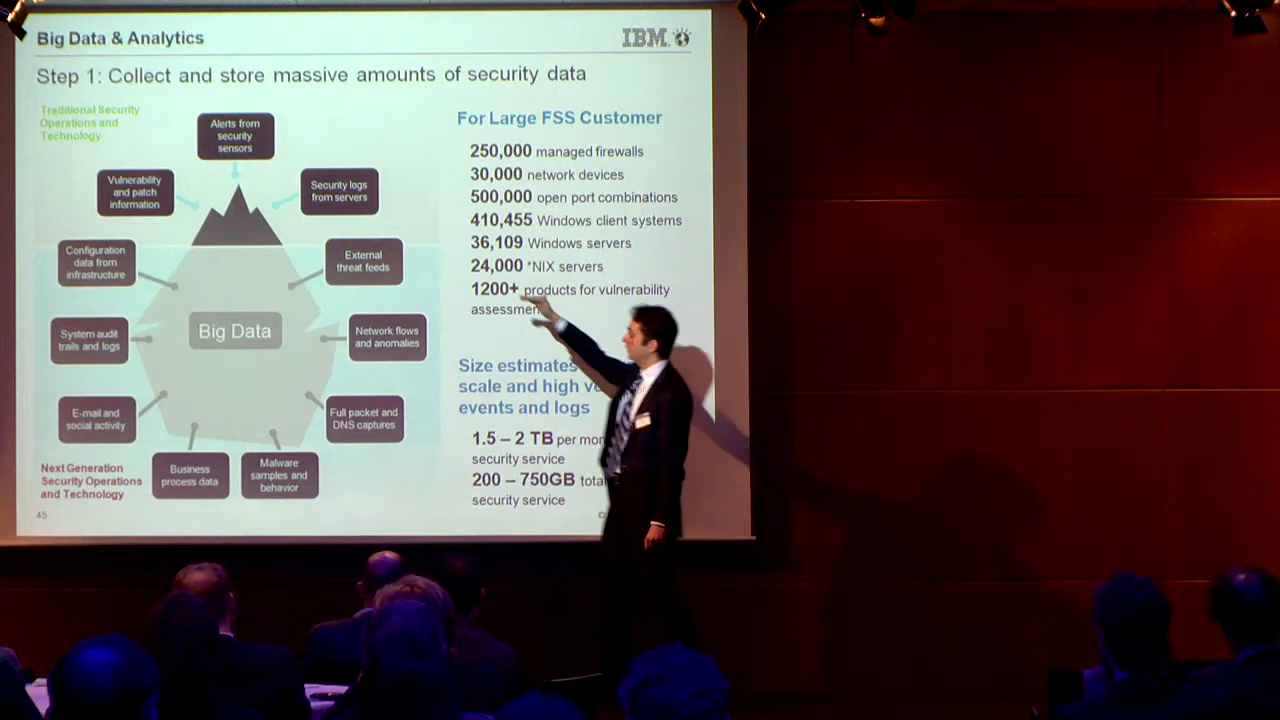 Big Data & Analytics
IBM
Step 1: Collect and store massive amounts of security data
Traditional Security
Operations and
Technology
Alerts from
security
sensors
Vulnerability
and patch
information
Security logs
from servers
Configuration
data from
infrastructure
External
threat feeds
Big Data
System audit
trails and logs
Network flows
and anomalies
E-mail and
social activity
Full packet and
DNS captures
Business
process data
Malware
samples and
behavior
Next Generation
Security Operations
and Technology
45
For Large FSS Customer
250,000 managed firewalls
30,000 network devices
500,000 open port combinations
410,455 Windows client systems
36,109 Windows servers
24,000 *NIX servers
1200+ products for vulnerability
assessmen
Size estimates
scale and high v
events and logs
1.5 – 2 TB per mon
security service
200 – 750GB tota
security service
©